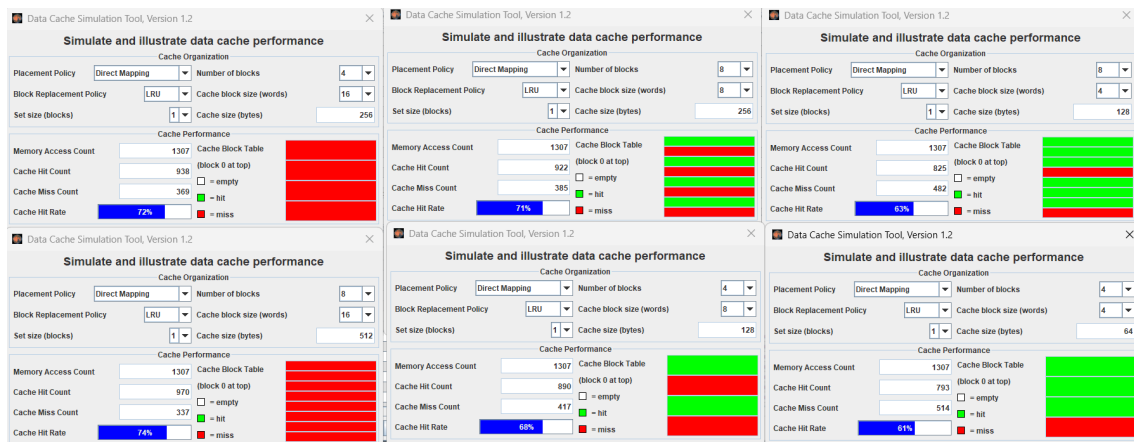 Data Cache Simulation Tool, Version 1.2
Simulate and illustrate data cache performance
Cache Organization
Placement Policy Direct Mapping Number of blocks 4
Block Replacement Policy LRU Cache block size (words) 16
Set size (blocks) 1 Cache size (bytes) 256
Cache Performance
Memory Access Count 1307 Cache Block Table
(block 0 at top)
Cache Hit Count 938
= empty
Cache Miss Count 369
= hit
Cache Hit Rate 72% = miss
Data Cache Simulation Tool, Version 1.2
Simulate and illustrate data cache performance
Cache Organization
Placement Policy Direct Mapping Number of blocks 8
Block Replacement Policy LRU Cache block size (words) 8
Set size (blocks) 1 Cache size (bytes) 256
Cache Performance
Memory Access Count 1307 Cache Block Table
(block 0 at top)
Cache Hit Count 922
= empty
Cache Miss Count 385
= hit
Cache Hit Rate 71% = miss
Data Cache Simulation Tool, Version 1.2
Simulate and illustrate data cache performance
Cache Organization
Placement Policy Direct Mapping Number of blocks 8
Block Replacement Policy LRU Cache block size (words) 4
Set size (blocks) 1 Cache size (bytes) 128
Cache Performance
Memory Access Count 1307 Cache Block Table
(block 0 at top)
Cache Hit Count 825
= empty
Cache Miss Count 482
= hit
Cache Hit Rate 63% = miss
Data Cache Simulation Tool, Version 1.2
Simulate and illustrate data cache performance
Cache Organization
Placement Policy Direct Mapping Number of blocks 8
Block Replacement Policy LRU Cache block size (words) 16
Set size (blocks) 1 Cache size (bytes) 512
Cache Performance
Memory Access Count 1307 Cache Block Table
(block 0 at top)
Cache Hit Count 970
= empty
Cache Miss Count 337
= hit
Cache Hit Rate 74% = miss
Data Cache Simulation Tool, Version 1.2
Simulate and illustrate data cache performance
Cache Organization
Placement Policy Direct Mapping Number of blocks 4
Block Replacement Policy LRU Cache block size (words) 8
Set size (blocks) 1 Cache size (bytes) 128
Cache Performance
Memory Access Count 1307 Cache Block Table
(block 0 at top)
Cache Hit Count 890
= empty
Cache Miss Count 417
= hit
Cache Hit Rate 68% = miss
Data Cache Simulation Tool, Version 1.2
Simulate and illustrate data cache performance
Cache Organization
Placement Policy Direct Mapping Number of blocks 4
Block Replacement Policy LRU Cache block size (words) 4
Set size (blocks) 1 Cache size (bytes) 64
Cache Performance
Memory Access Count 1307 Cache Block Table
(block 0 at top)
Cache Hit Count 793
= empty
Cache Miss Count 514
= hit
Cache Hit Rate 61% = miss